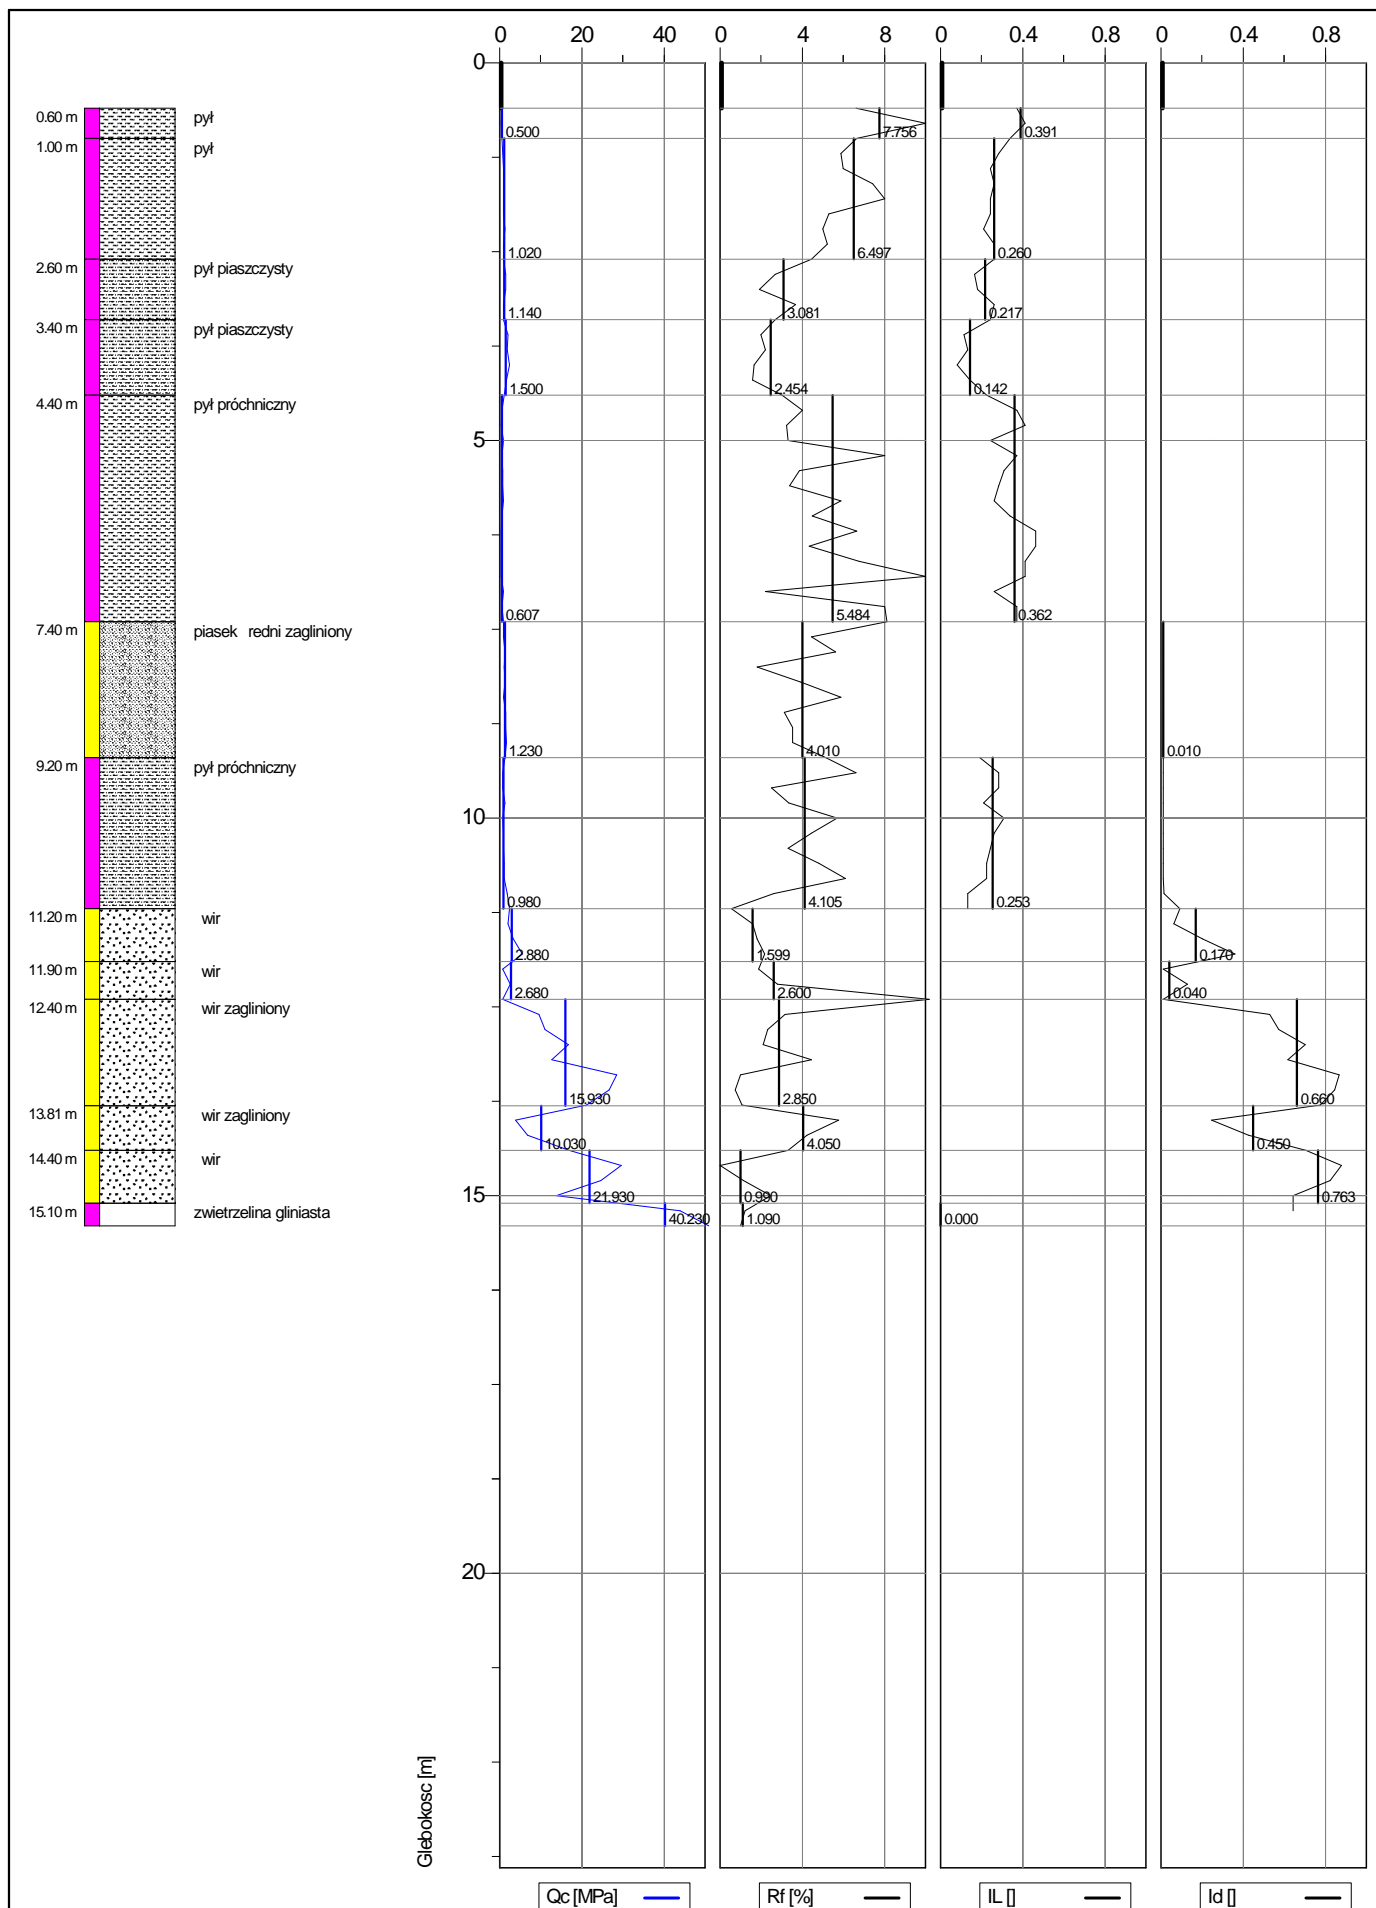 0 20 40 0 4 8 0 0.4 0.8 0 0.4 0.8
0
0.60 m pył
0.500 7.756 0.391
1.00 m pył
1.020 6.497 0.260
2.60 m pył piaszczysty
1.140 3.081 0.217
3.40 m pył piaszczysty
1.500 2.454 0.142
4.40 m pył próchniczny
5
0.607 5.484 0.362
7.40 m piasek redni zagliniony
1.230 4.010 0.010
9.20 m pył próchniczny
10
0.980 4.105 0.253
11.20 m wir
2.880 1.599 0.170
11.90 m wir
2.680 2.600 0.040
12.40 m wir zagliniony
15.930 2.850 0.660
13.81 m wir zagliniony
10.030 4.050 0.450
14.40 m wir
15 21.930 0.990 0.763
15.10 m zwietrzelina gliniasta
40.230 1.090 0.000
20
Glebokosc [m]
Qc [MPa] Rf [%] IL [] Id []